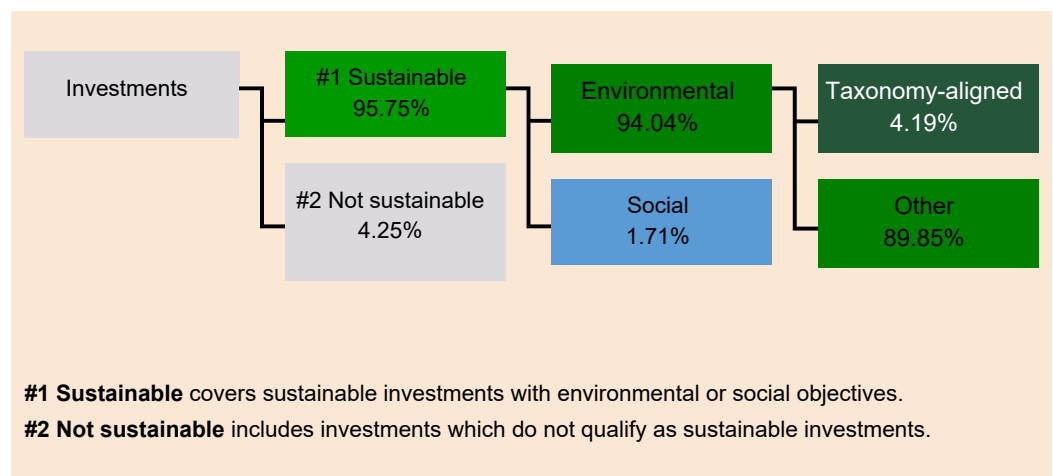 Investments
#1 Sustainable
95.75%
#2 Not sustainable
4.25%
Environmental
94.04%
Social
1.71%
Taxonomy-aligned
4.19%
Other
89.85%
#1 Sustainable covers sustainable investments with environmental or social objectives.
#2 Not sustainable includes investments which do not qualify as sustainable investments.